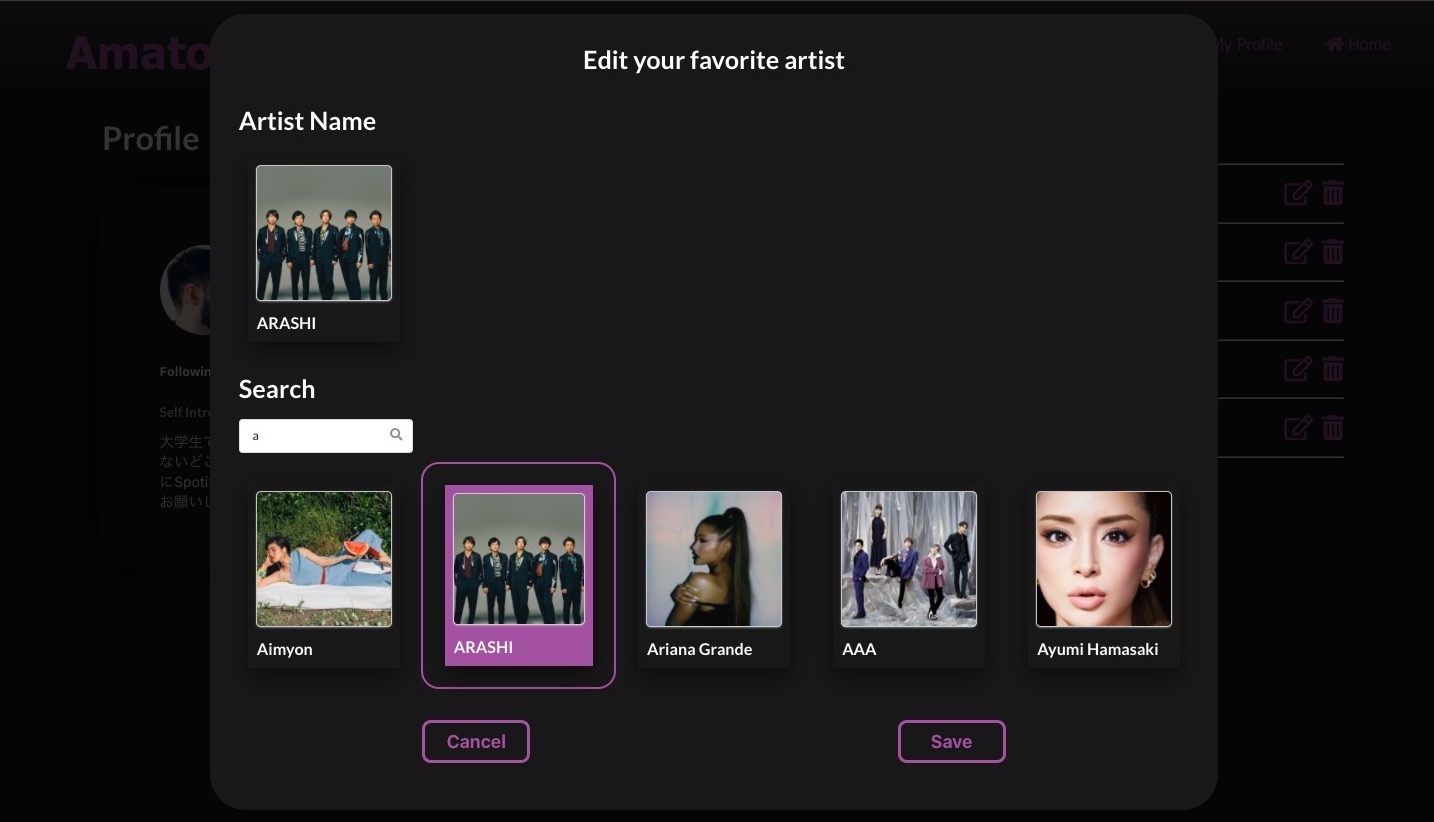 Amato
My Profile
Home
Edit your favorite artist
Profile
Artist Name
ARASHI
Followin
Search
Self Intr
a
大学生で
ないどこ
にSpoti
お願いし
Aimyon
ARASHI
Ariana Grande
AAA
Ayumi Hamasaki
Cancel
Save